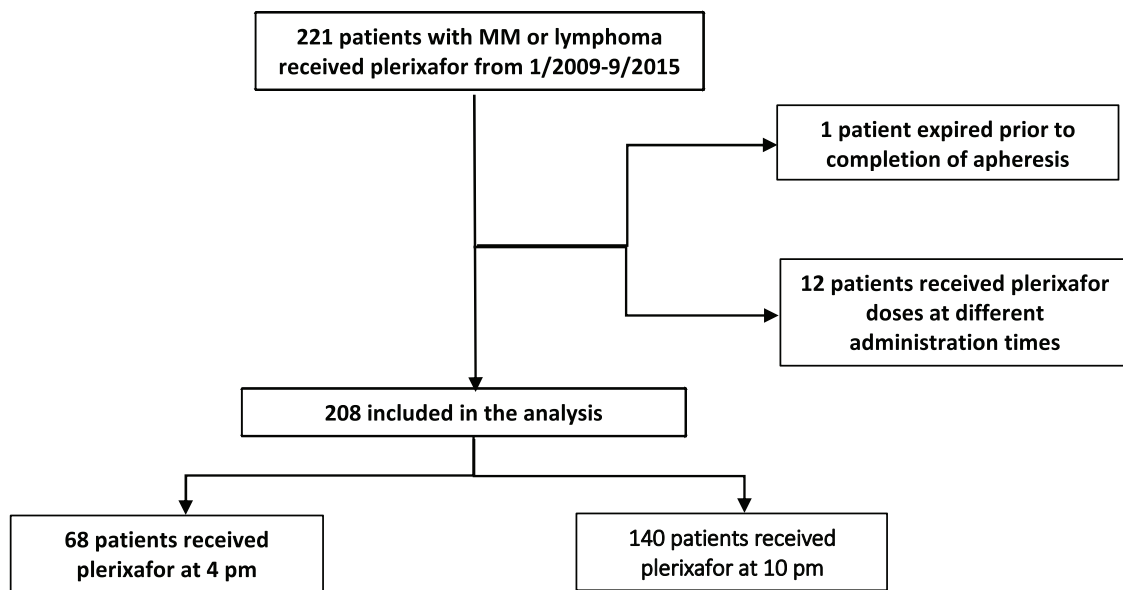 221 patients with MM or lymphoma
received plerixafor from 1/2009-9/2015
1 patient expired prior to
completion of apheresis
12 patients received plerixafor
doses at different
administration times
208 included in the analysis
68 patients received
plerixafor at 4 pm
140 patients received
plerixafor at 10 pm